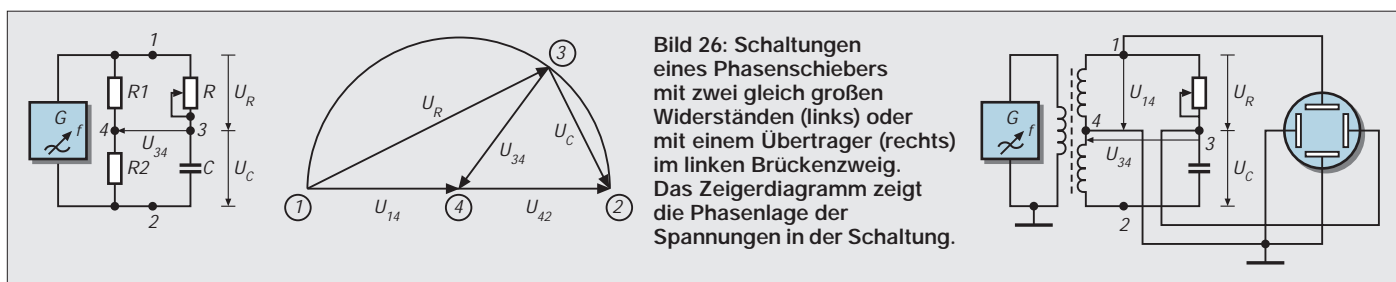 1
R1
R
U_R
G
f
4
3
U_34
R2
C
U_C
2
3
U_R
U_C
U_34
1
4
2
U_14
U_42
Bild 26: Schaltungen
eines Phasenschiebers
mit zwei gleich großen
Widerständen (links) oder
mit einem Übertrager (rechts)
im linken Brückenzweig.
Das Zeigerdiagramm zeigt
die Phasenlage der
Spannungen in der Schaltung.
1
U_14
U_R
G
f
4
3
U_34
U_C
2